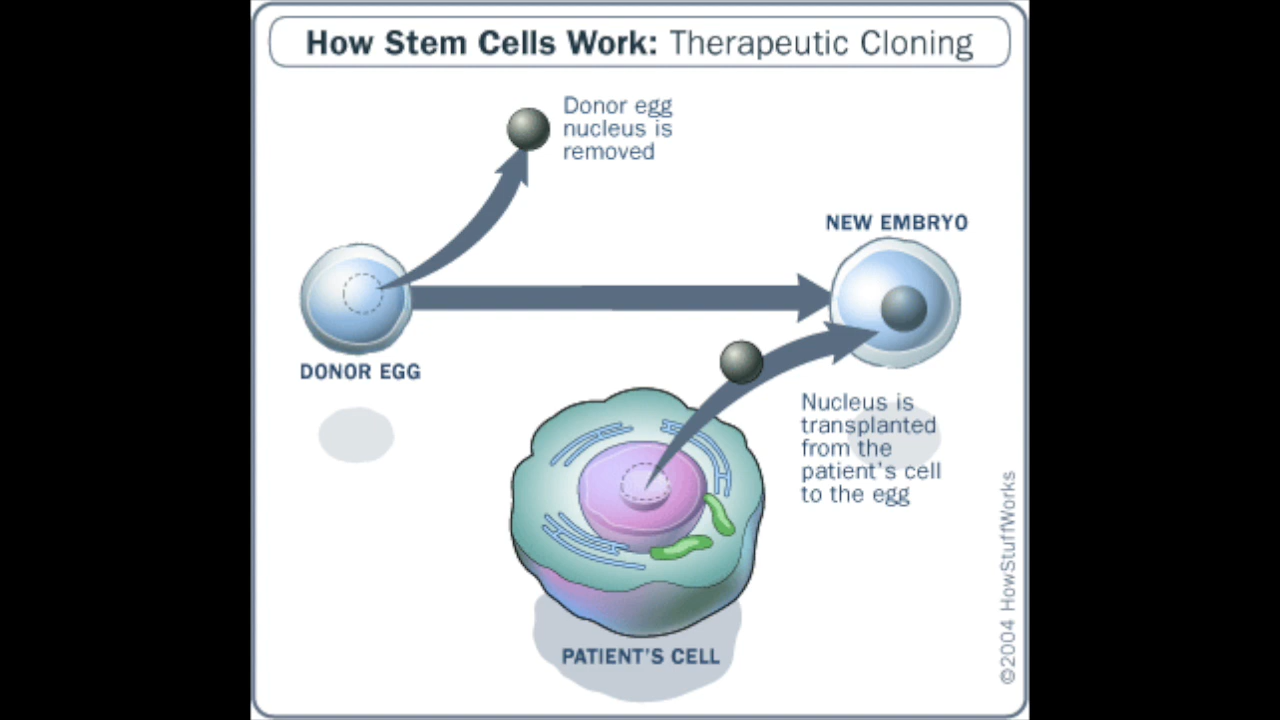 How Stem Cells Work: Therapeutic Cloning
Donor egg
nucleus is
removed
NEW EMBRYO
DONOR EGG
Nucleus is
transplanted
from the
patient's cell
to the egg
PATIENT'S CELL
©2004 HowStuffWorks